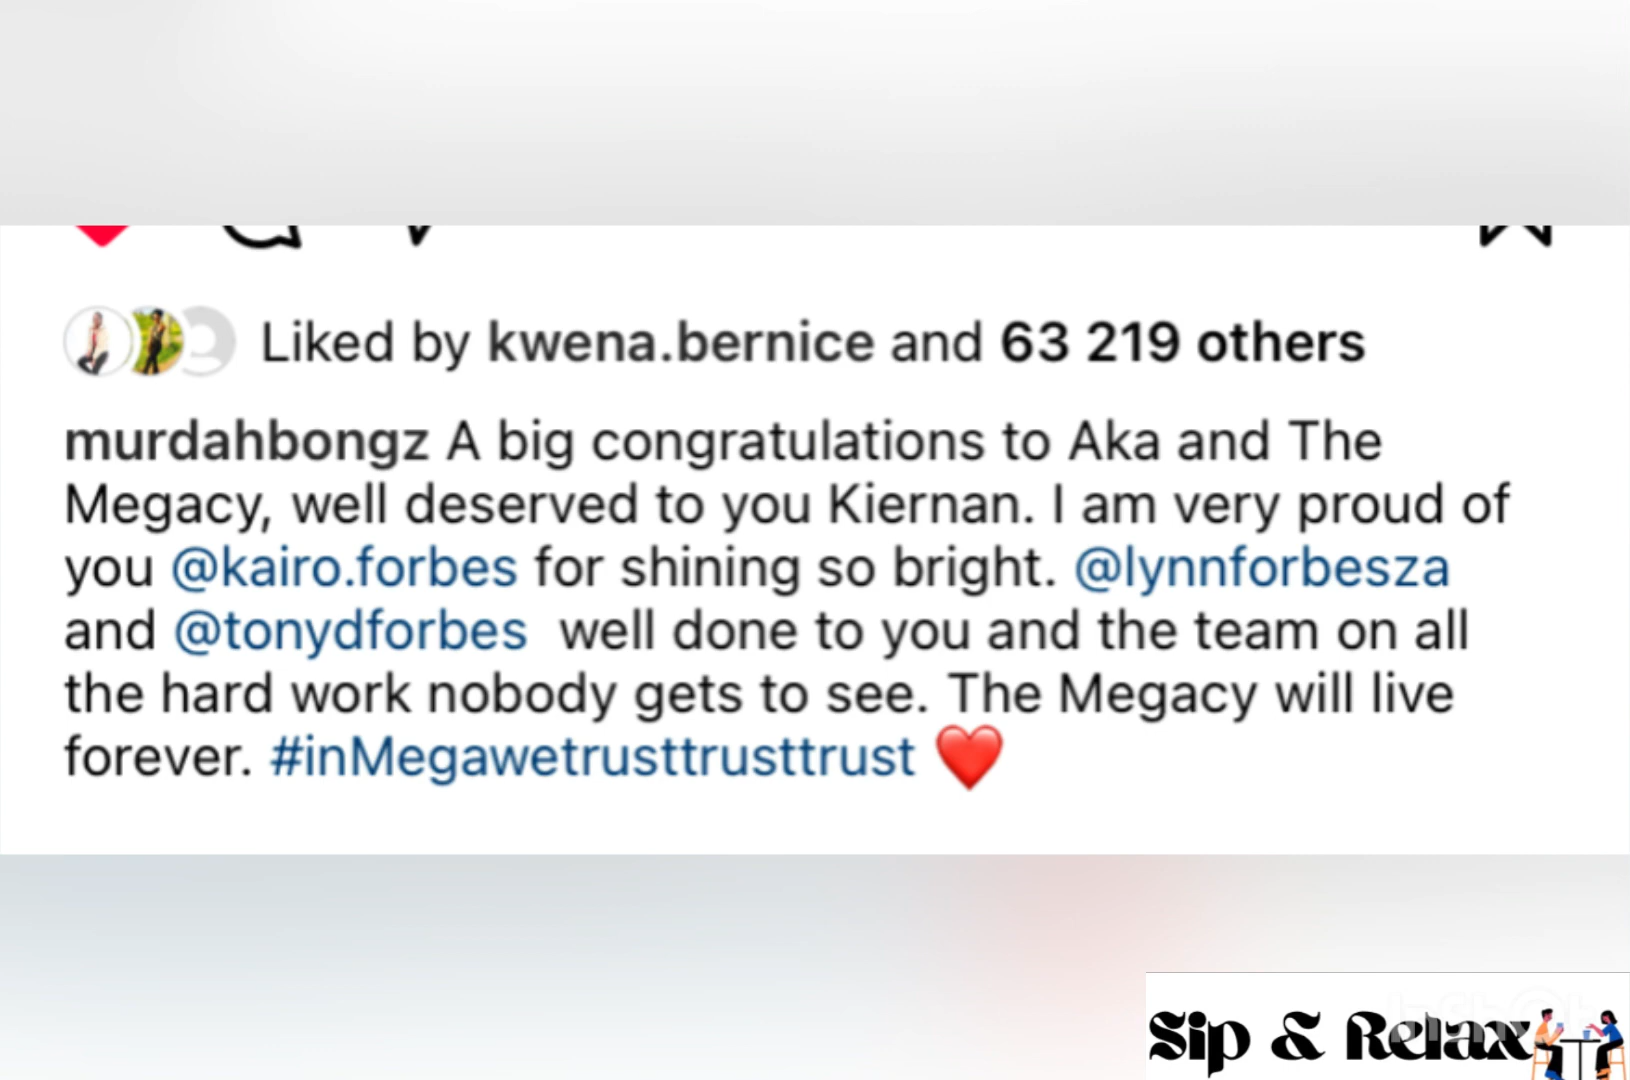 Liked by kwena.bernice and 63 219 others
murdahbongz A big congratulations to Aka and The
Megacy, well deserved to you Kiernan. I am very proud of
you @kairo.forbes for shining so bright. @lynnforbesza
and @tonydforbes well done to you and the team on all
the hard work nobody gets to see. The Megacy will live
forever. #inMegawetrusttrusttrust ❤️
Sip & Relax